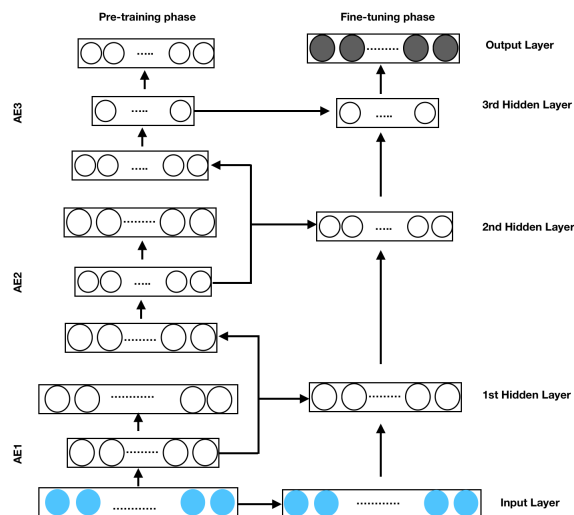 Pre-training phase
Fine-tuning phase
Output Layer
AE3
3rd Hidden Layer
2nd Hidden Layer
AE2
1st Hidden Layer
AE1
Input Layer